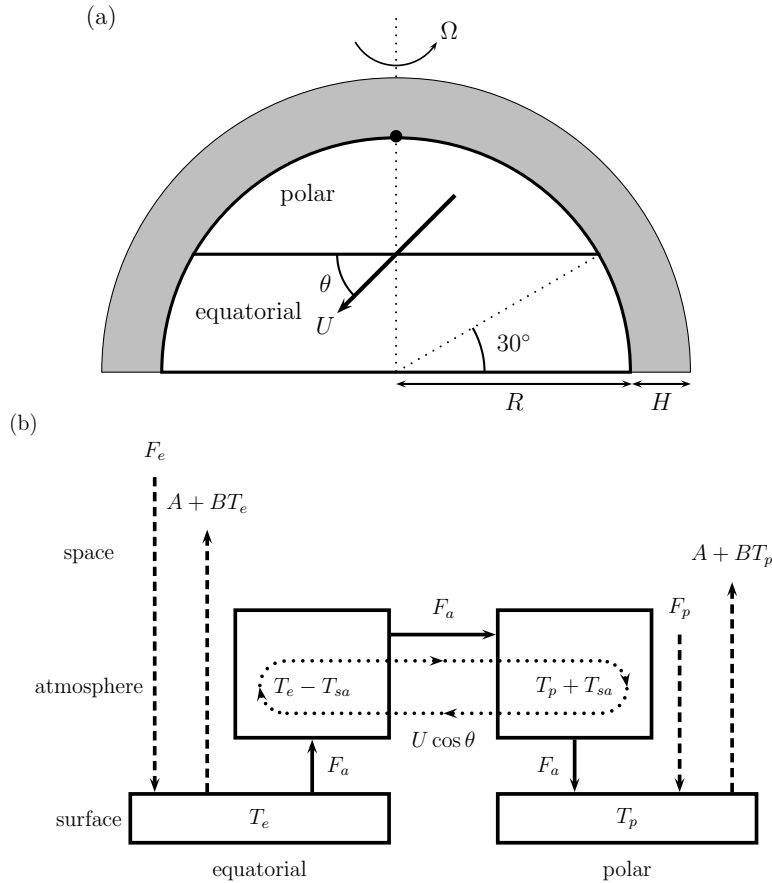 (a)
Ω
polar
θ
equatorial
U
30°
R
H
(b)
F_e
A + BT_e
space
A + BT_p
F_a
F_p
atmosphere
T_e − T_sa
T_p + T_sa
U cos θ
F_a
F_a
surface
T_e
T_p
equatorial
polar